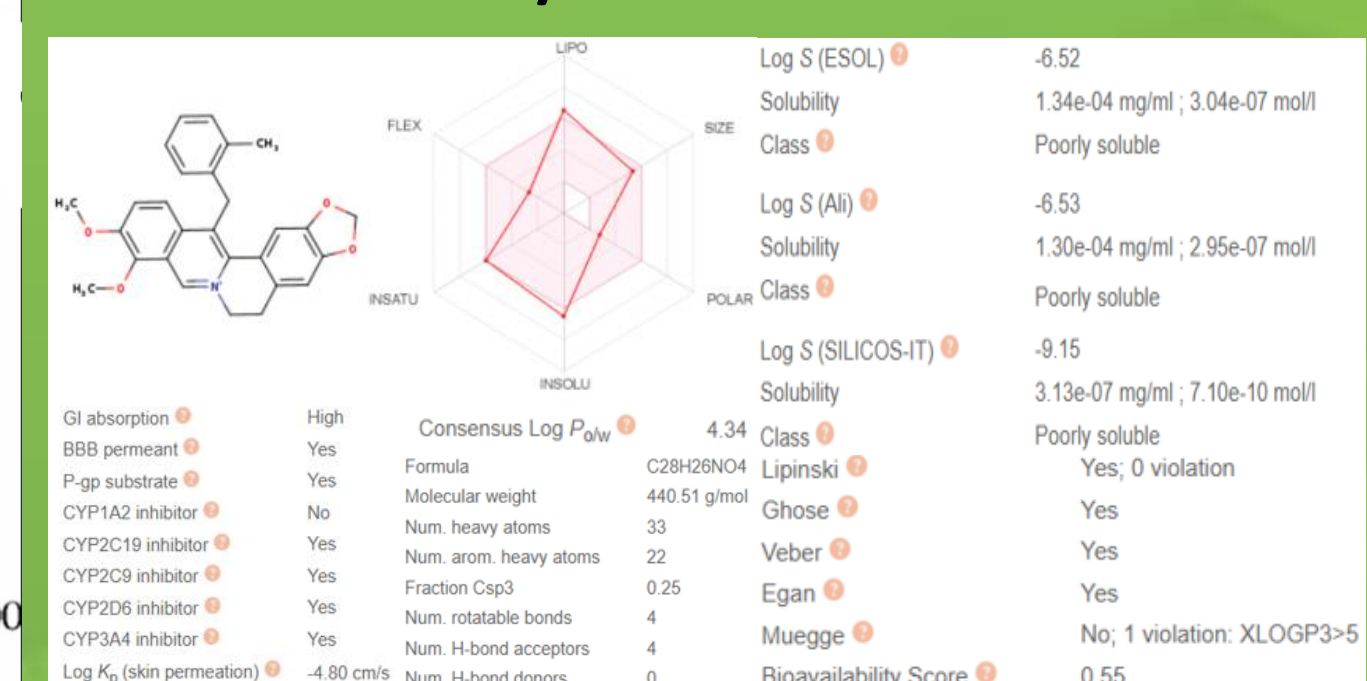 CH₃
H₃C
O
O
O
H₃C—O
N⁺
LIPO
FLEX
SIZE
INSATU
POLAR
INSOLU
GI absorption ? High
BBB permeant ? Yes
P-gp substrate ? Yes
CYP1A2 inhibitor ? No
CYP2C19 inhibitor ? Yes
CYP2C9 inhibitor ? Yes
CYP2D6 inhibitor ? Yes
CYP3A4 inhibitor ? Yes
Log Kp (skin permeation) ? -4.80 cm/s
Consensus Log Po/w ? 4.34
Formula C28H26NO4
Molecular weight 440.51 g/mol
Num. heavy atoms 33
Num. arom. heavy atoms 22
Fraction Csp3 0.25
Num. rotatable bonds 4
Num. H-bond acceptors 4
Num. H-bond donors 0
Log S (ESOL) ? -6.52
Solubility 1.34e-04 mg/ml ; 3.04e-07 mol/l
Class ? Poorly soluble
Log S (Ali) ? -6.53
Solubility 1.30e-04 mg/ml ; 2.95e-07 mol/l
Class ? Poorly soluble
Log S (SILICOS-IT) ? -9.15
Solubility 3.13e-07 mg/ml ; 7.10e-10 mol/l
Class ? Poorly soluble
Lipinski ? Yes; 0 violation
Ghose ? Yes
Veber ? Yes
Egan ? Yes
Muegge ? No; 1 violation: XLOGP3>5
Bioavailability Score ? 0.55